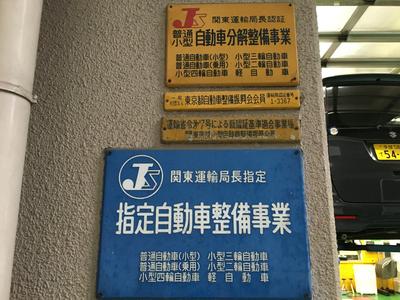 JS 関東運輸局長認証
普通
小型 自動車分解整備事業
普通自動車(小型) 小型三輪自動車
普通自動車(乗用) 小型二輪自動車
小型四輪自動車 軽自動車
東京都自動車整備振興会会員
1-3367
JS 関東運輸局長指定
指定自動車整備事業
普通自動車(小型) 小型三輪自動車
普通自動車(乗用) 小型二輪自動車
小型四輪自動車 軽自動車
54